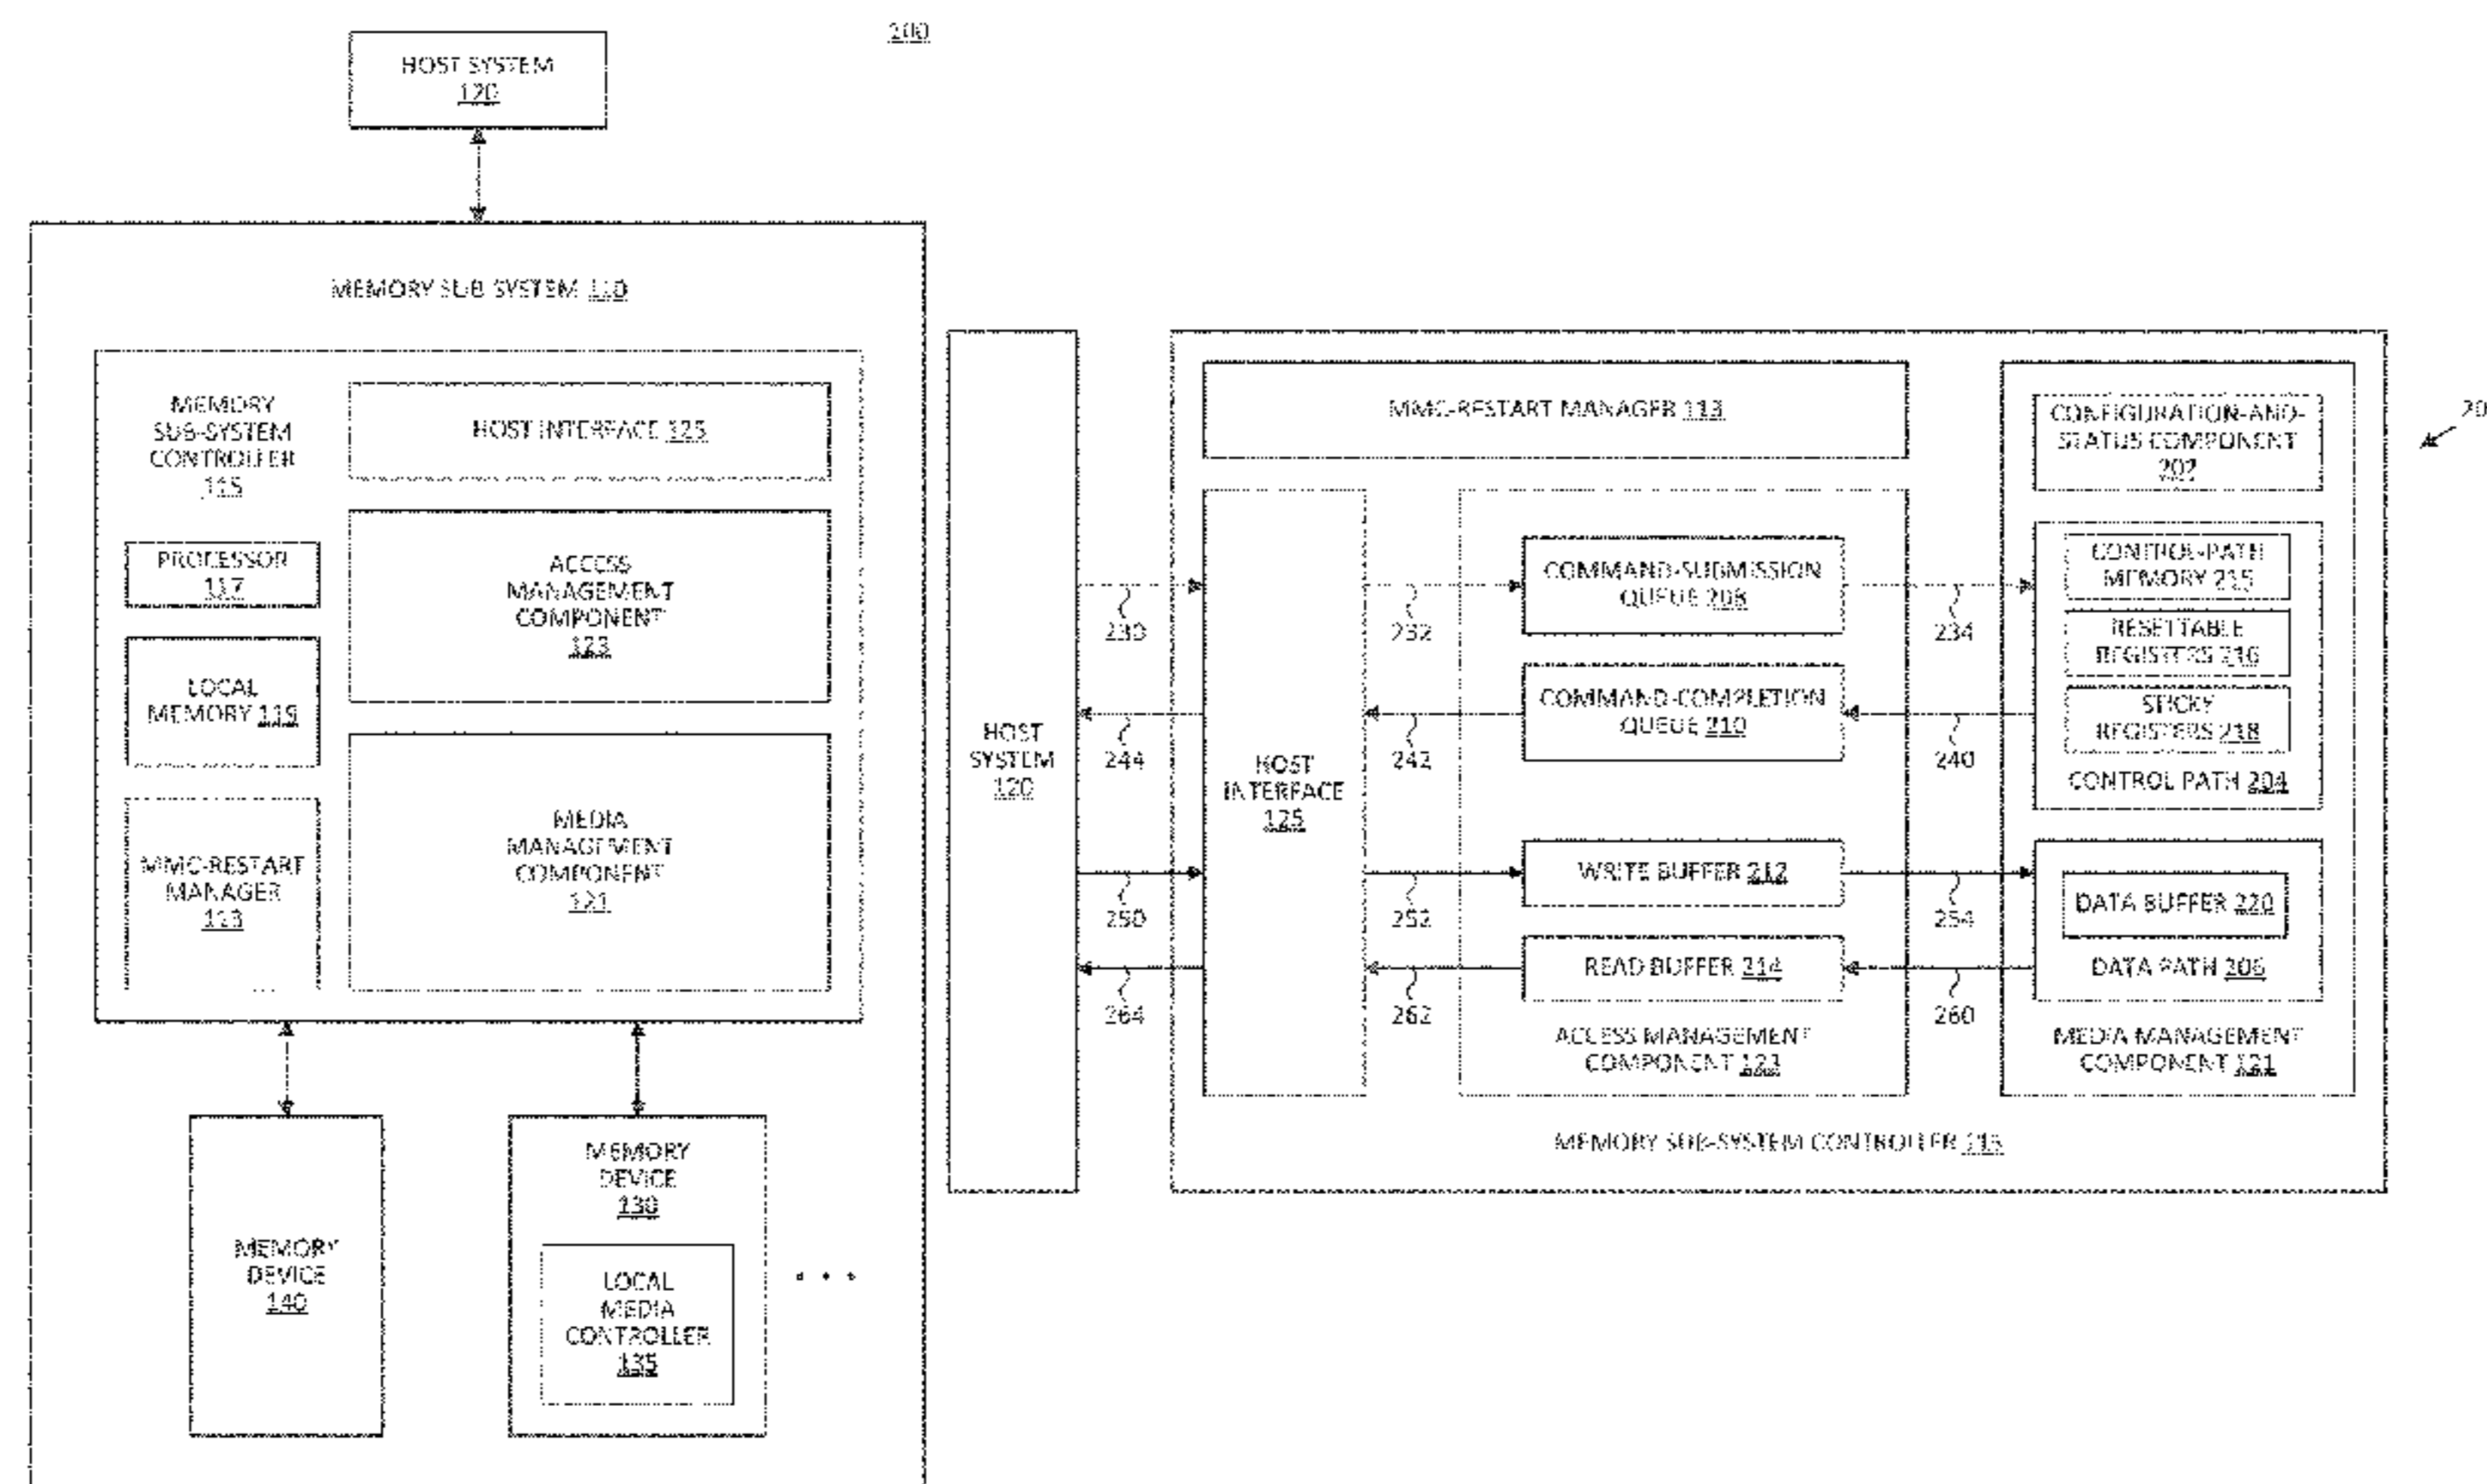 200
HOST SYSTEM
120
MEMORY SUB-SYSTEM 110
MEMORY
SUB-SYSTEM
CONTROLLER
115
HOST INTERFACE 125
PROCESSOR
117
ACCESS
MANAGEMENT
COMPONENT
123
LOCAL
MEMORY 119
MMC-RESTART
MANAGER
113
MEDIA
MANAGEMENT
COMPONENT
121
MEMORY
DEVICE
140
MEMORY
DEVICE
130
LOCAL
MEDIA
CONTROLLER
135
. . .
HOST
SYSTEM
120
MMC-RESTART MANAGER 113
HOST
INTERFACE
125
COMMAND-SUBMISSION
QUEUE 208
COMMAND-COMPLETION
QUEUE 210
WRITE BUFFER 212
READ BUFFER 214
ACCESS MANAGEMENT
COMPONENT 123
230
232
234
244
242
240
250
252
254
264
262
260
CONFIGURATION-AND-
STATUS COMPONENT
202
CONTROL-PATH
MEMORY 215
RESETTABLE
REGISTERS 216
STICKY
REGISTERS 218
CONTROL PATH 204
DATA BUFFER 220
DATA PATH 206
MEDIA MANAGEMENT
COMPONENT 121
MEMORY SUB-SYSTEM CONTROLLER 115
20